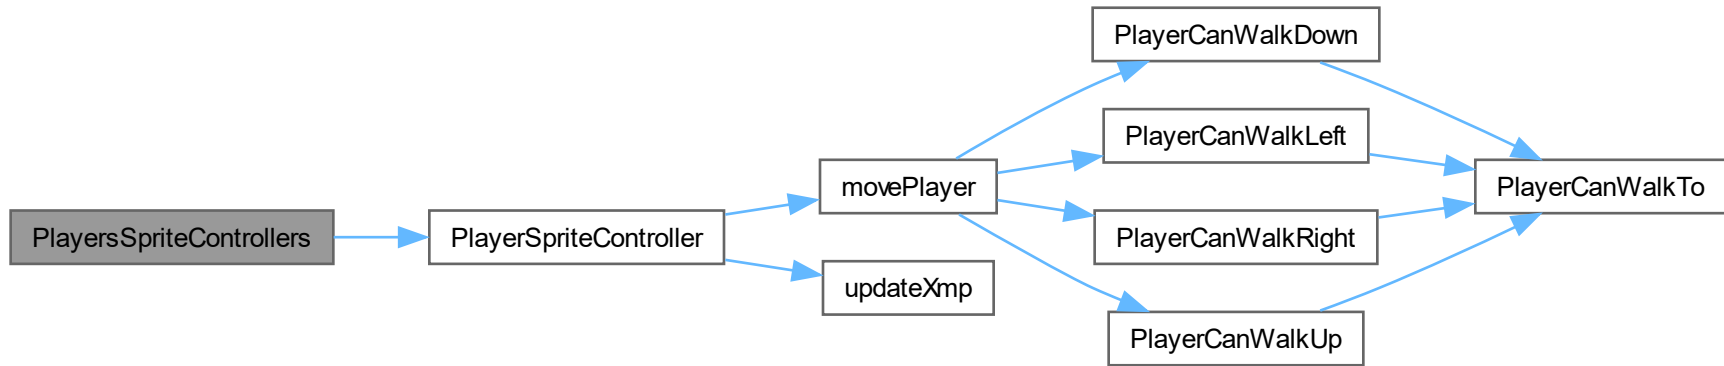 PlayersSpriteControllers
PlayerSpriteController
movePlayer
updateXmp
PlayerCanWalkDown
PlayerCanWalkLeft
PlayerCanWalkRight
PlayerCanWalkUp
PlayerCanWalkTo